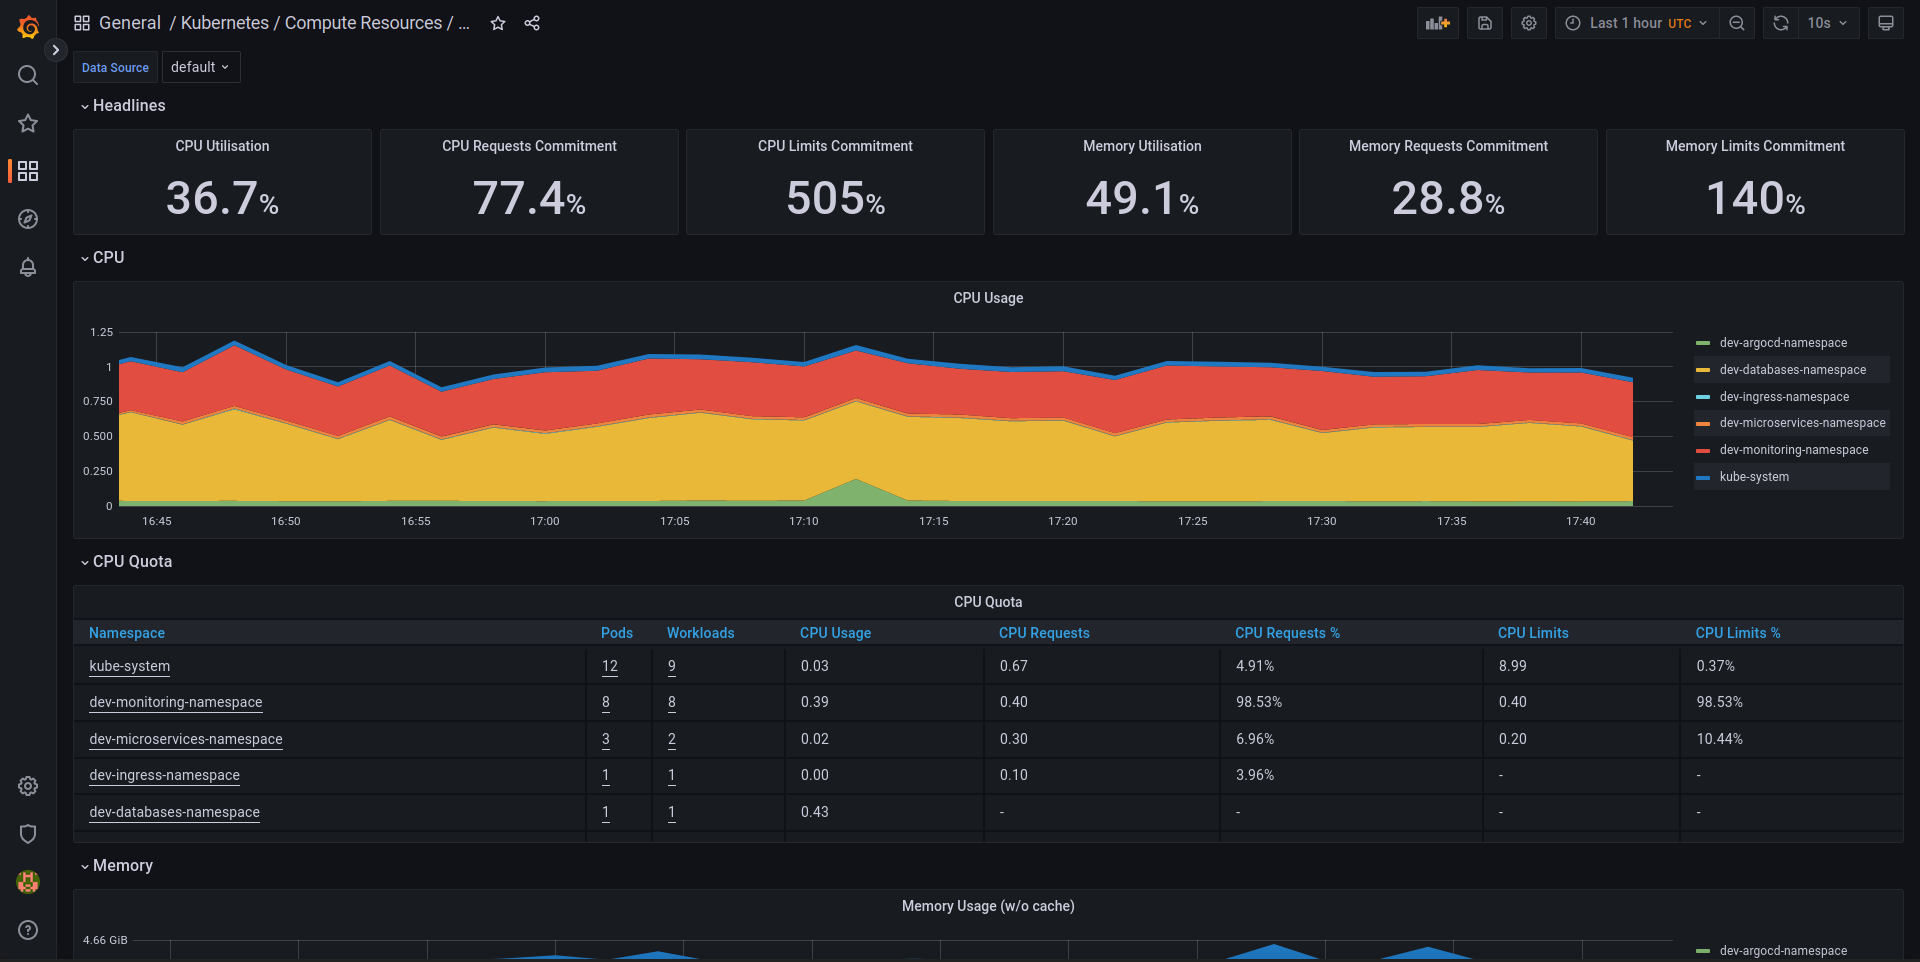 General / Kubernetes / Compute Resources / ...
Last 1 hour UTC
10s
Data Source default
Headlines
CPU Utilisation
36.7%
CPU Requests Commitment
77.4%
CPU Limits Commitment
505%
Memory Utilisation
49.1%
Memory Requests Commitment
28.8%
Memory Limits Commitment
140%
CPU
CPU Usage
1.25
1
0.750
0.500
0.250
0
16:45 16:50 16:55 17:00 17:05 17:10 17:15 17:20 17:25 17:30 17:35 17:40
dev-argocd-namespace
dev-databases-namespace
dev-ingress-namespace
dev-microservices-namespace
dev-monitoring-namespace
kube-system
CPU Quota
CPU Quota
Namespace Pods Workloads CPU Usage CPU Requests CPU Requests % CPU Limits CPU Limits %
kube-system 12 9 0.03 0.67 4.91% 8.99 0.37%
dev-monitoring-namespace 8 8 0.39 0.40 98.53% 0.40 98.53%
dev-microservices-namespace 3 2 0.02 0.30 6.96% 0.20 10.44%
dev-ingress-namespace 1 1 0.00 0.10 3.96% - -
dev-databases-namespace 1 1 0.43 - - - -
Memory
Memory Usage (w/o cache)
4.66 GiB
dev-argocd-namespace